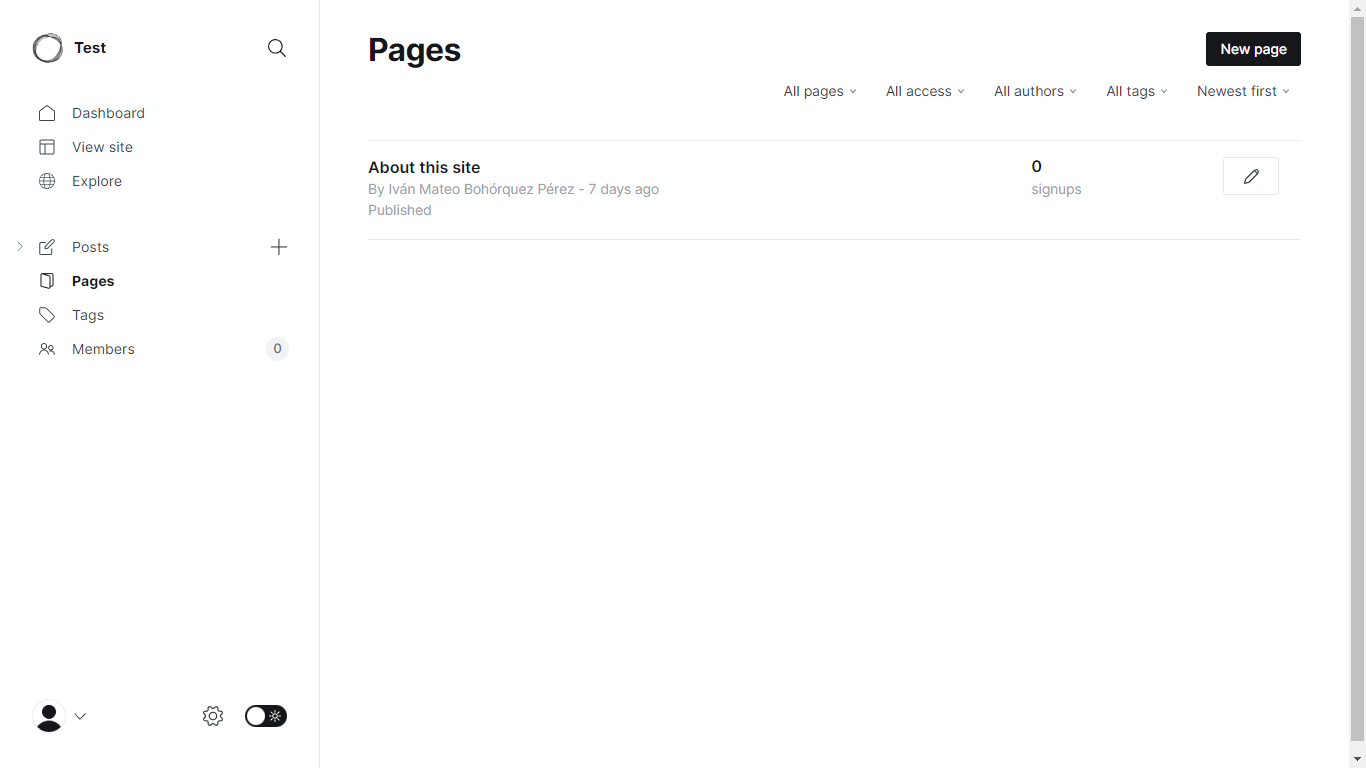 Test
Dashboard
View site
Explore
Posts
Pages
Tags
Members 0
Pages
New page
All pages All access All authors All tags Newest first
About this site
By Iván Mateo Bohórquez Pérez - 7 days ago
Published
0
signups